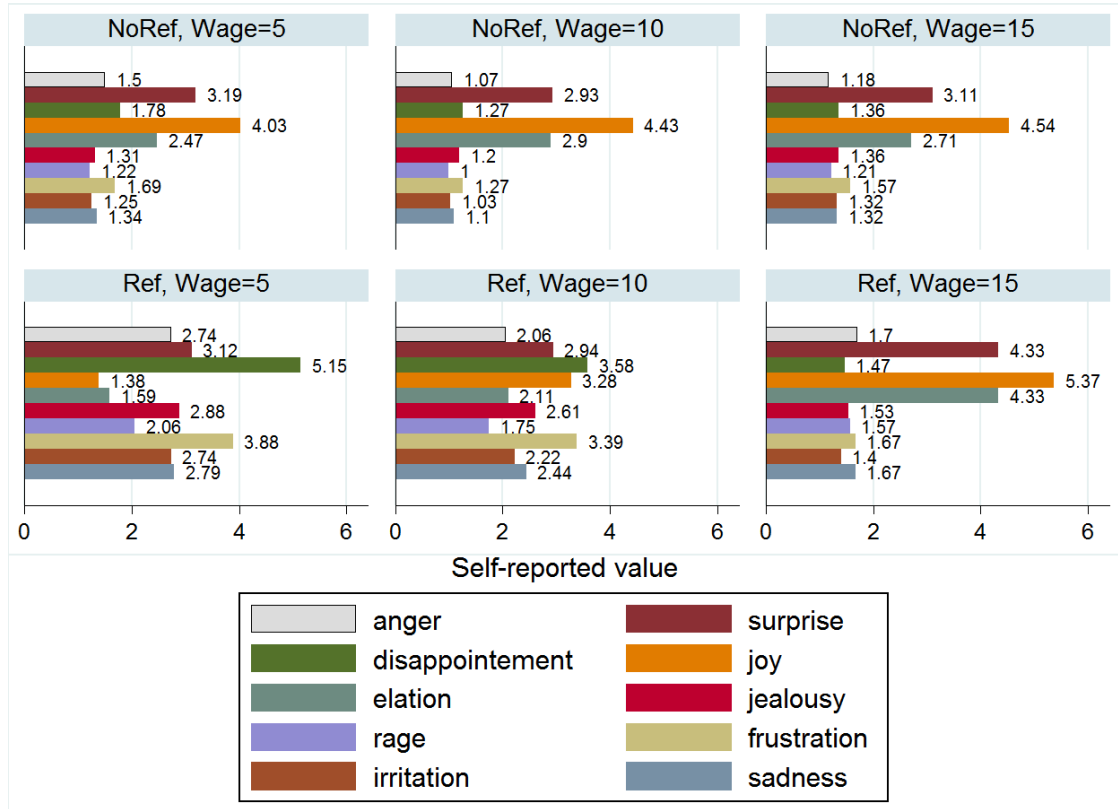 NoRef, Wage=5 NoRef, Wage=10 NoRef, Wage=15
1.5 1.07 1.18
3.19 2.93 3.11
1.78 1.27 1.36
4.03 4.43 4.54
2.47 2.9 2.71
1.31 1.2 1.36
1.22 1 1.21
1.69 1.27 1.57
1.25 1.03 1.32
1.34 1.1 1.32
Ref, Wage=5 Ref, Wage=10 Ref, Wage=15
2.74 2.06 1.7
3.12 2.94 4.33
5.15 3.58 1.47
1.38 3.28 5.37
1.59 2.11 4.33
2.88 2.61 1.53
2.06 1.75 1.57
3.88 3.39 1.67
2.74 2.22 1.4
2.79 2.44 1.67
0 2 4 6 0 2 4 6 0 2 4 6
Self-reported value
anger surprise
disappointement joy
elation jealousy
rage frustration
irritation sadness